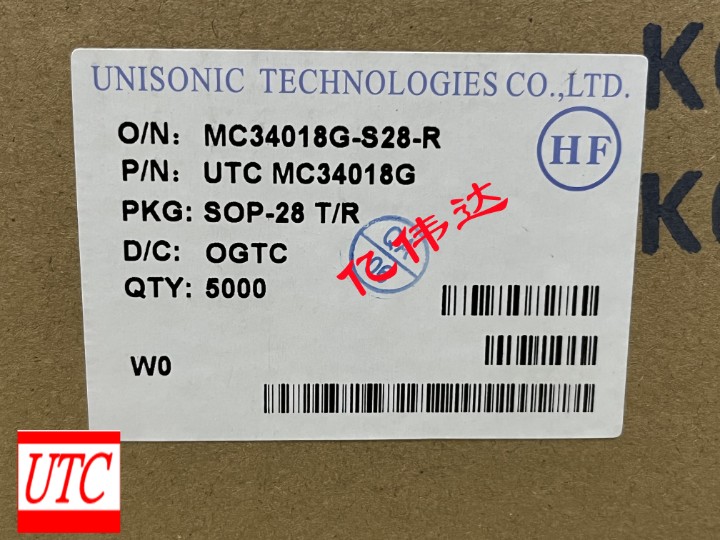 UNISONIC TECHNOLOGIES CO.,LTD.
O/N: MC34018G-S28-R
HF
P/N: UTC MC34018G
PKG: SOP-28 T/R
D/C: OGTC
QTY: 5000
亿伟达
W0
UTC